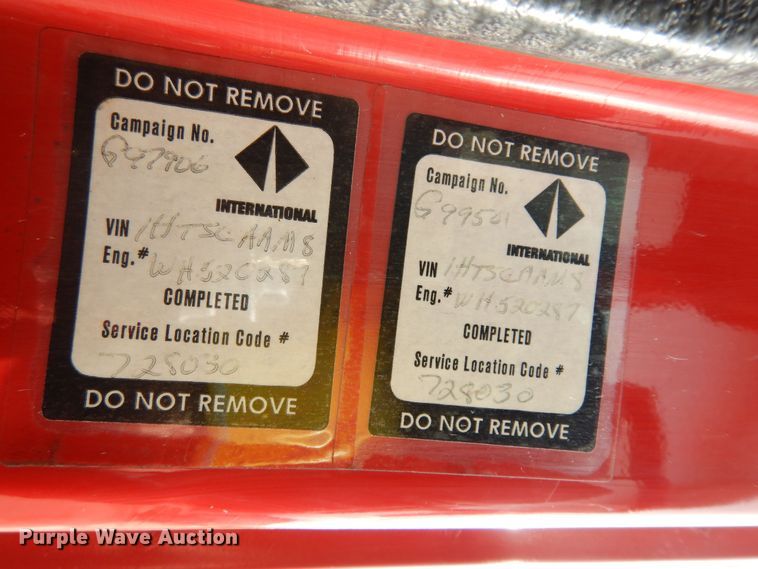 DO NOT REMOVE
Campaign No.
G97906
INTERNATIONAL
VIN 1HTSCAAM8
Eng.# WH520287
COMPLETED
Service Location Code #
728030
DO NOT REMOVE
DO NOT REMOVE
Campaign No.
G99501
INTERNATIONAL
VIN 1HTSCAAM8
Eng.# WH520287
COMPLETED
Service Location Code #
728030
DO NOT REMOVE
Purple Wave Auction